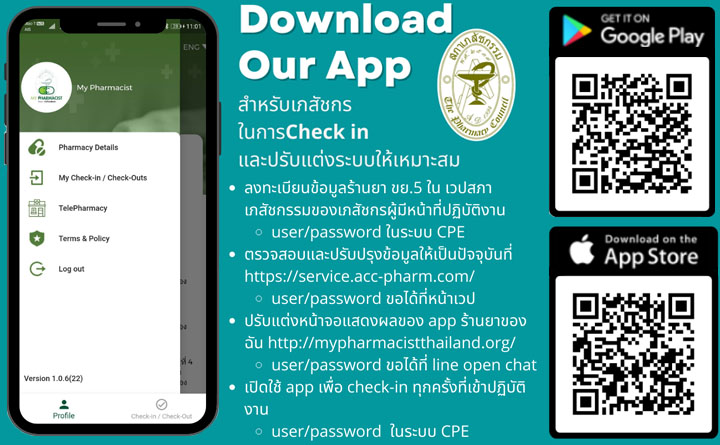 11:01
ENG
My Pharmacist
MY PHARMACIST
Pharmacy Details
My Check-in / Check-Outs
TelePharmacy
Terms & Policy
Log out
ที่ 4
Version 1.0.6(22)
Profile
Check-in / Check-Out
Download
Our App
สภาเภสัชกรรม
The Pharmacy Council
สำหรับเภสัชกร
ในการCheck in
และปรับแต่งระบบให้เหมาะสม
ลงทะเบียนข้อมูลร้านยา ขย.5 ใน เวปสภา
เภสัชกรรมของเภสัชกรผู้มีหน้าที่ปฏิบัติงาน
user/password ในระบบ CPE
ตรวจสอบและปรับปรุงข้อมูลให้เป็นปัจจุบันที่
https://service.acc-pharm.com/
user/password ขอได้ที่หน้าเวป
ปรับแต่งหน้าจอแสดงผลของ app ร้านยาของ
ฉัน http://mypharmacistthailand.org/
user/password ขอได้ที่ line open chat
เปิดใช้ app เพื่อ check-in ทุกครั้งที่เข้าปฏิบัติ
งาน
user/password ในระบบ CPE
GET IT ON
Google Play
Download on the
App Store